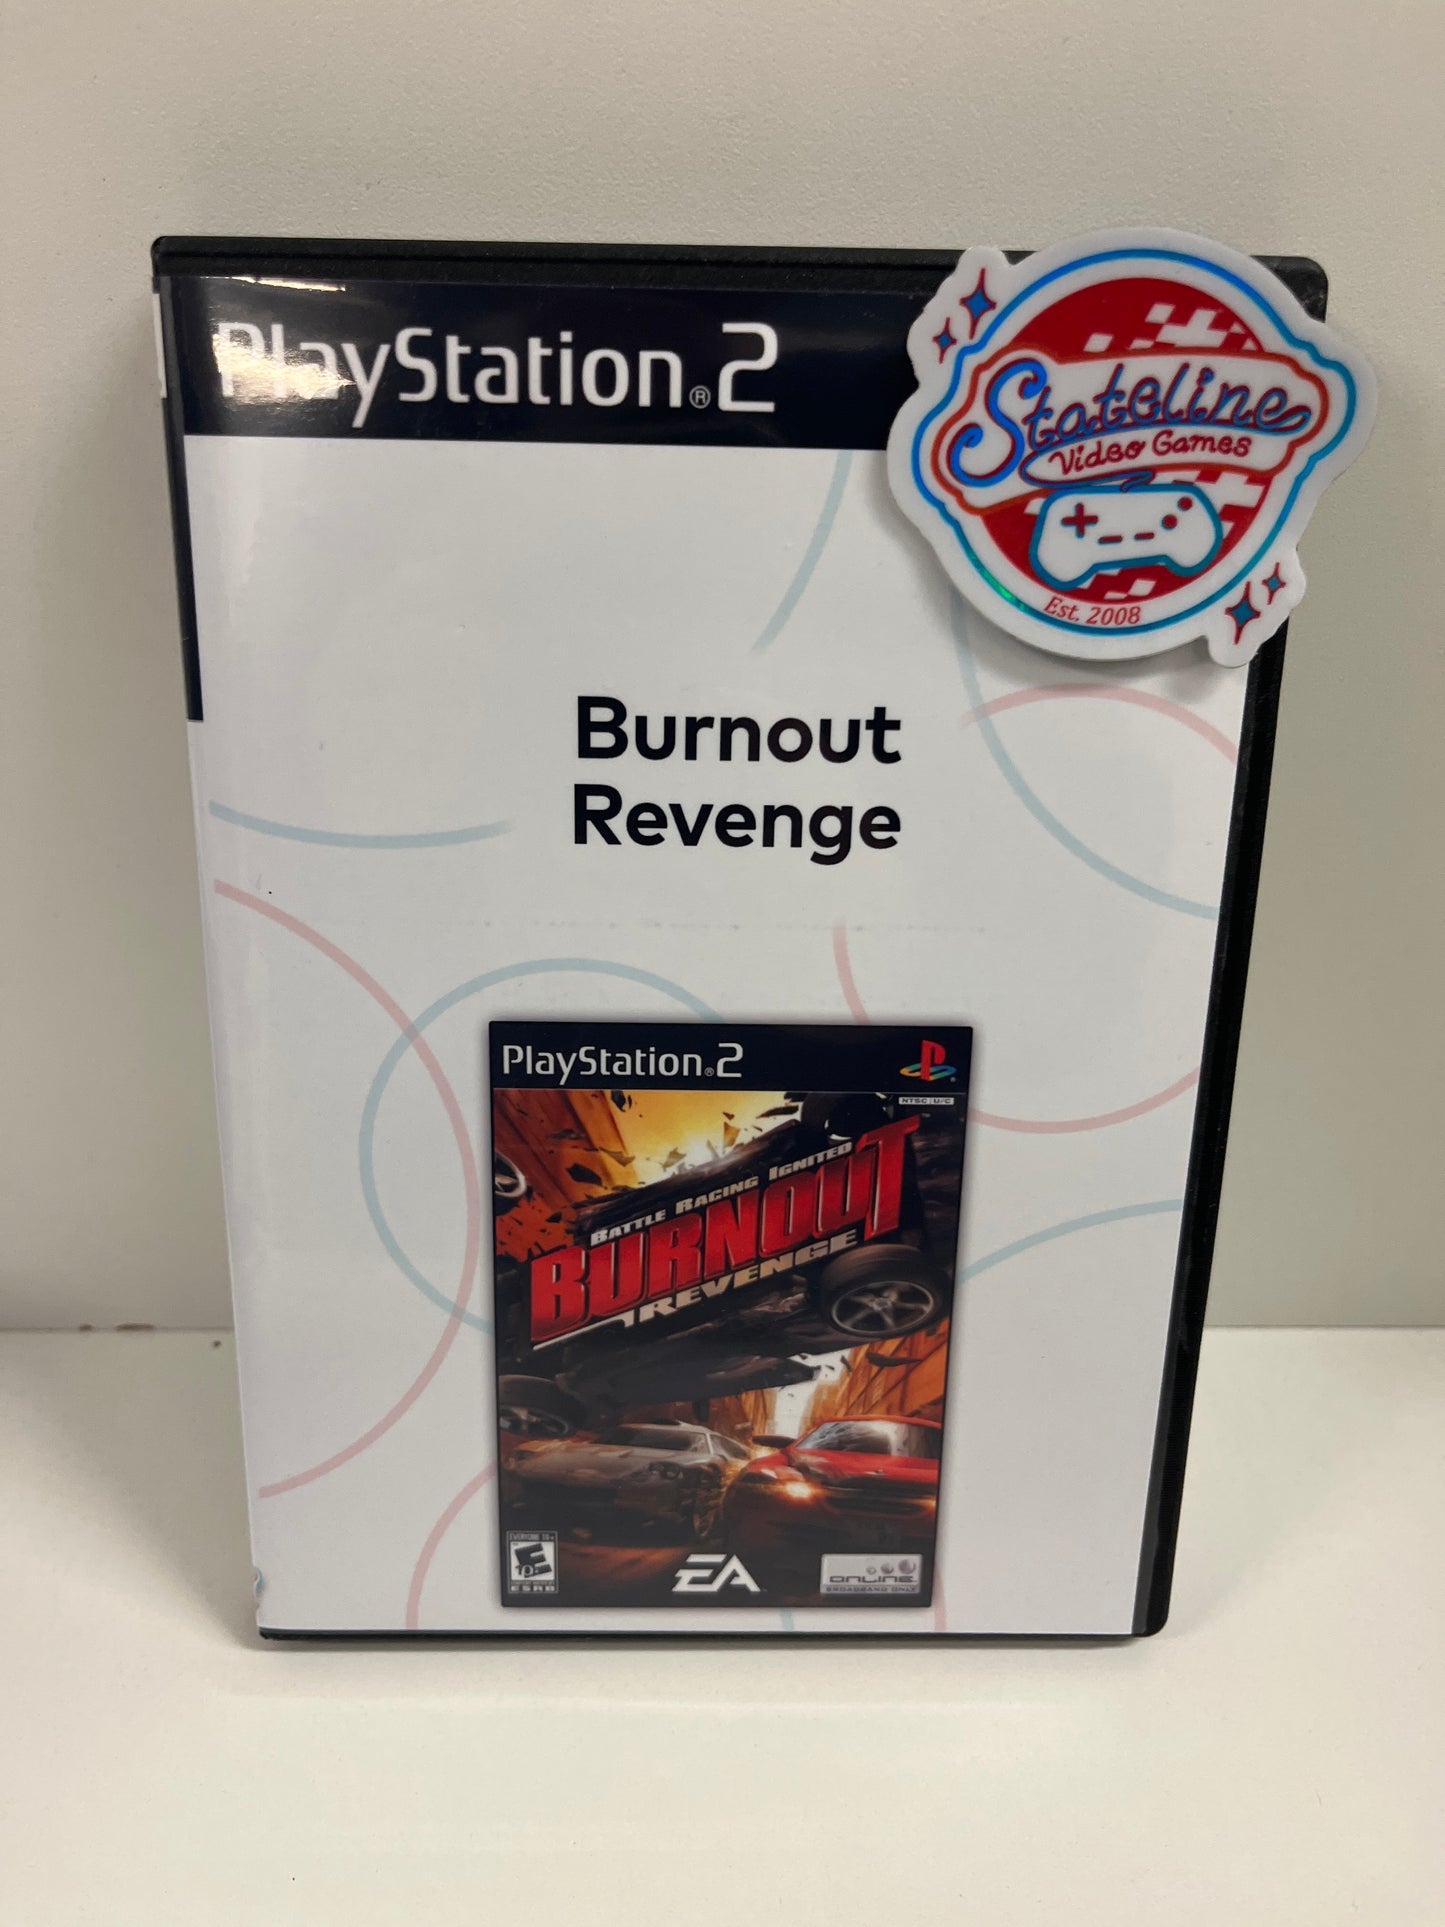 PlayStation®2
Stateline
Video Games
Est. 2008
Burnout
Revenge
PlayStation®2
NTSC U/C
BATTLE RACING IGNITED
BURNOUT
REVENGE
EVERYONE 10+
E
10+
ESRB
EA
ONLINE
BROADBAND ONLY